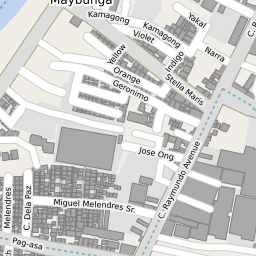 Maybunga
Kamagong
Violet
Kamagong
Yakal
Narra
C. R
Yellow
Orange
Geronimo
Indigo
Stella Maris
Jose Ong
C. Raymundo Avenue
Melendres
C. Dela Paz
Miguel Melendres Sr.
Pag-asa